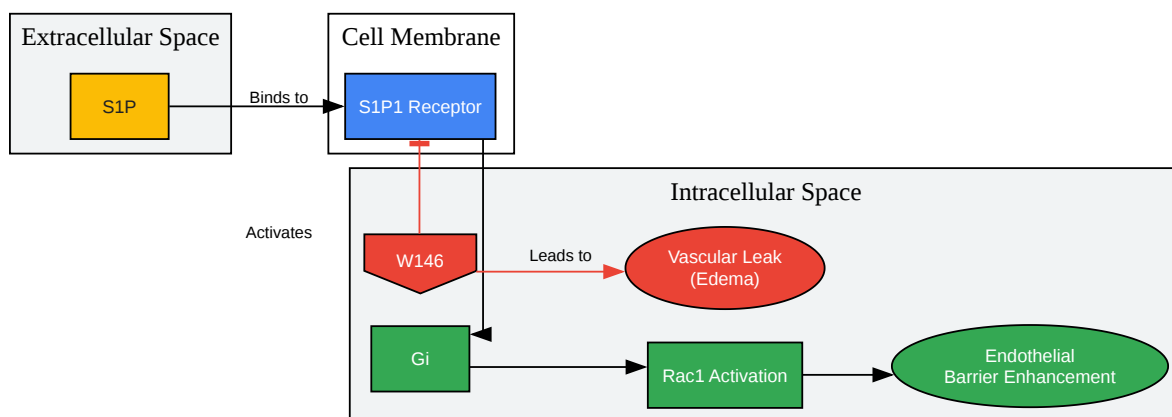 Extracellular Space
Cell Membrane
S1P
Binds to
S1P1 Receptor
Intracellular Space
Activates
W146
Leads to
Vascular Leak
(Edema)
Gi
Rac1 Activation
Endothelial
Barrier Enhancement